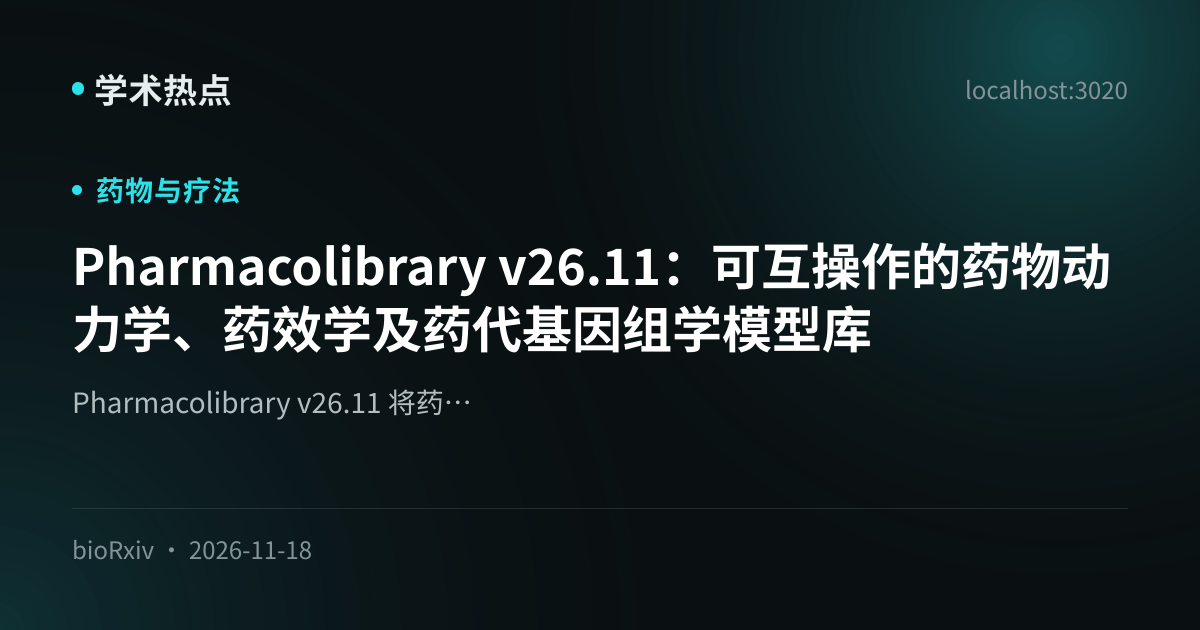 学术热点
localhost:3020
药物与疗法
Pharmacolibrary v26.11：可互操作的药物动
力学、药效学及药代基因组学模型库
Pharmacolibrary v26.11 将药…
bioRxiv · 2026-11-18